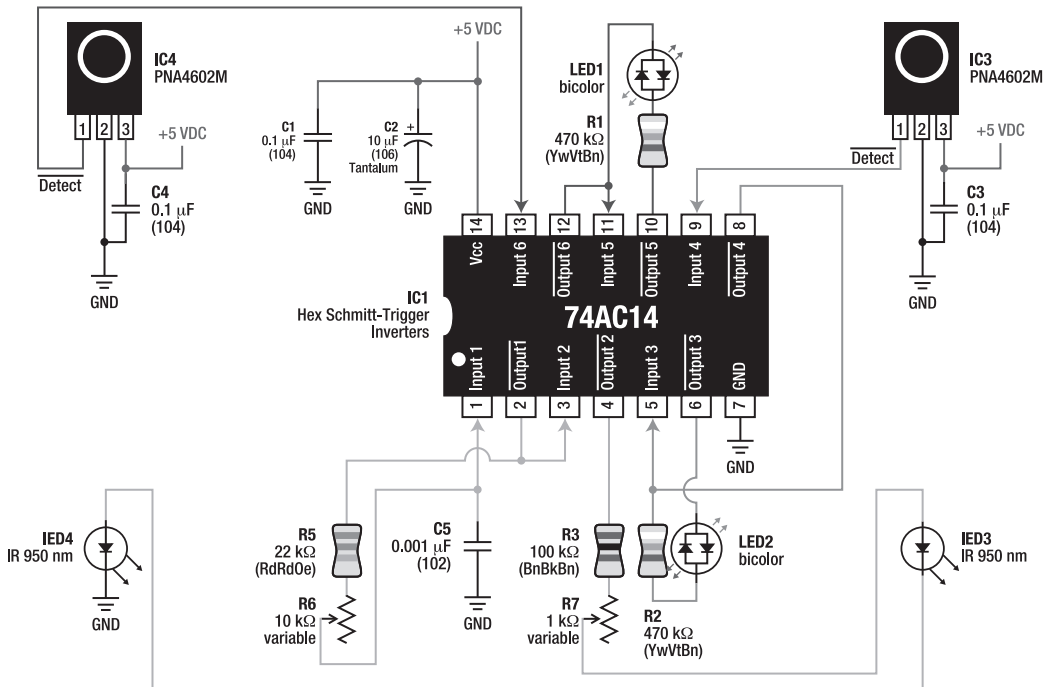 +5 VDC
IC4
PNA4602M
1 2 3
+5 VDC
Detect
C4
0.1 µF
(104)
GND
C1
0.1 µF
(104)
GND
C2
10 µF
(106)
Tantalum
+
GND
LED1
bicolor
R1
470 kΩ
(YwVtBn)
IC3
PNA4602M
1 2 3
+5 VDC
Detect
C3
0.1 µF
(104)
GND
14 13 12 11 10 9 8
Vcc
Input 6
Output 6
Input 5
Output 5
Input 4
Output 4
IC1
Hex Schmitt-Trigger
Inverters
74AC14
Input 1
Output1
Input 2
Output 2
Input 3
Output 3
GND
1 2 3 4 5 6 7
GND
IED4
IR 950 nm
GND
R5
22 kΩ
(RdRdOe)
R6
10 kΩ
variable
C5
0.001 µF
(102)
GND
R3
100 kΩ
(BnBkBn)
R7
1 kΩ
variable
R2
470 kΩ
(YwVtBn)
LED2
bicolor
IED3
IR 950 nm